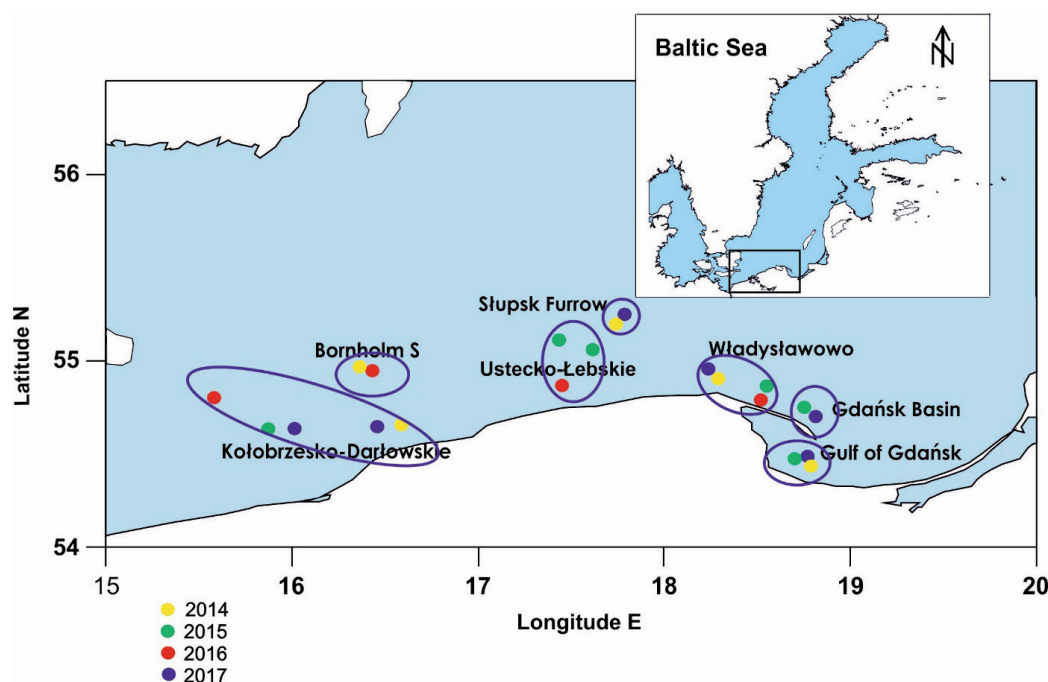 Baltic Sea
N
56
Słupsk Furrow
55
Bornholm S
Ustecko-Łebskie
Władysławowo
Gdańsk Basin
Kołobrzesko-Darłowskie
Gulf of Gdańsk
54
15
16
17
18
19
20
Latitude N
Longitude E
2014
2015
2016
2017